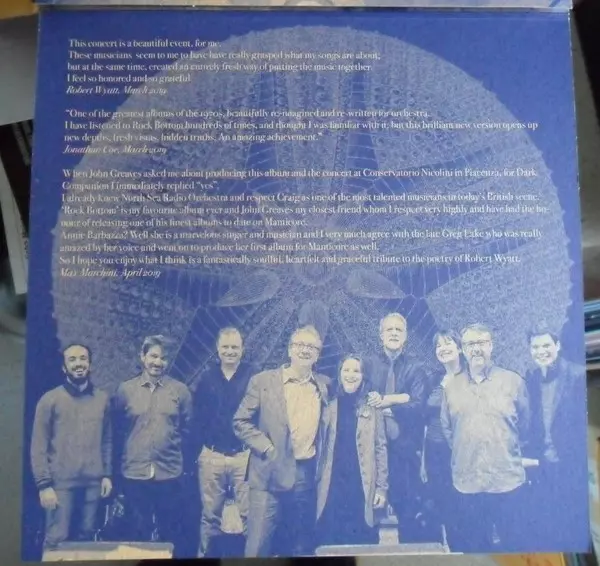 This concert is a beautiful event, for me.
These musicians seem to me to have have really grasped what my songs are about;
but at the same time, created an entirely fresh way of putting the music together.
I feel so honored and so grateful
Robert Wyatt, March 2019
"One of the greatest albums of the 1970s, beautifully re-imagined and re-written for orchestra.
I have listened to Rock Bottom hundreds of times, and thought I was familiar with it, but this brilliant new version opens up
new depths, fresh vistas, hidden truths. An amazing achievement."
Jonathan Coe, March 2019
When John Greaves asked me about producing this album and the concert at Conservatorio Nicolini in Piacenza, for Dark
Companion I immediately replied "yes".
I already knew North Sea Radio Orchestra and respect Craig as one of the most talented musicians in today's British scene.
'Rock Bottom' is my favourite album ever and John Greaves my closest friend whom I respect very highly and have had the ho-
nour of releasing one of his finest albums to date on Manticore.
Annie Barbazza? Well she is a marvelous singer and musician and I very much agree with the late Greg Lake who was really
amazed by her voice and went on to produce her first album for Manticore as well.
So I hope you enjoy what I think is a fantastically soulful, heartfelt and graceful tribute to the poetry of Robert Wyatt.
Max Marchini, April 2019